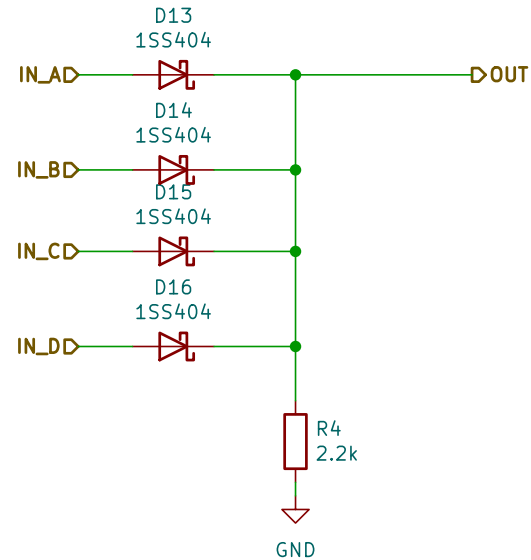 D13
1SS404
IN_A
OUT
D14
1SS404
IN_B
D15
1SS404
IN_C
D16
1SS404
IN_D
R4
2.2k
GND